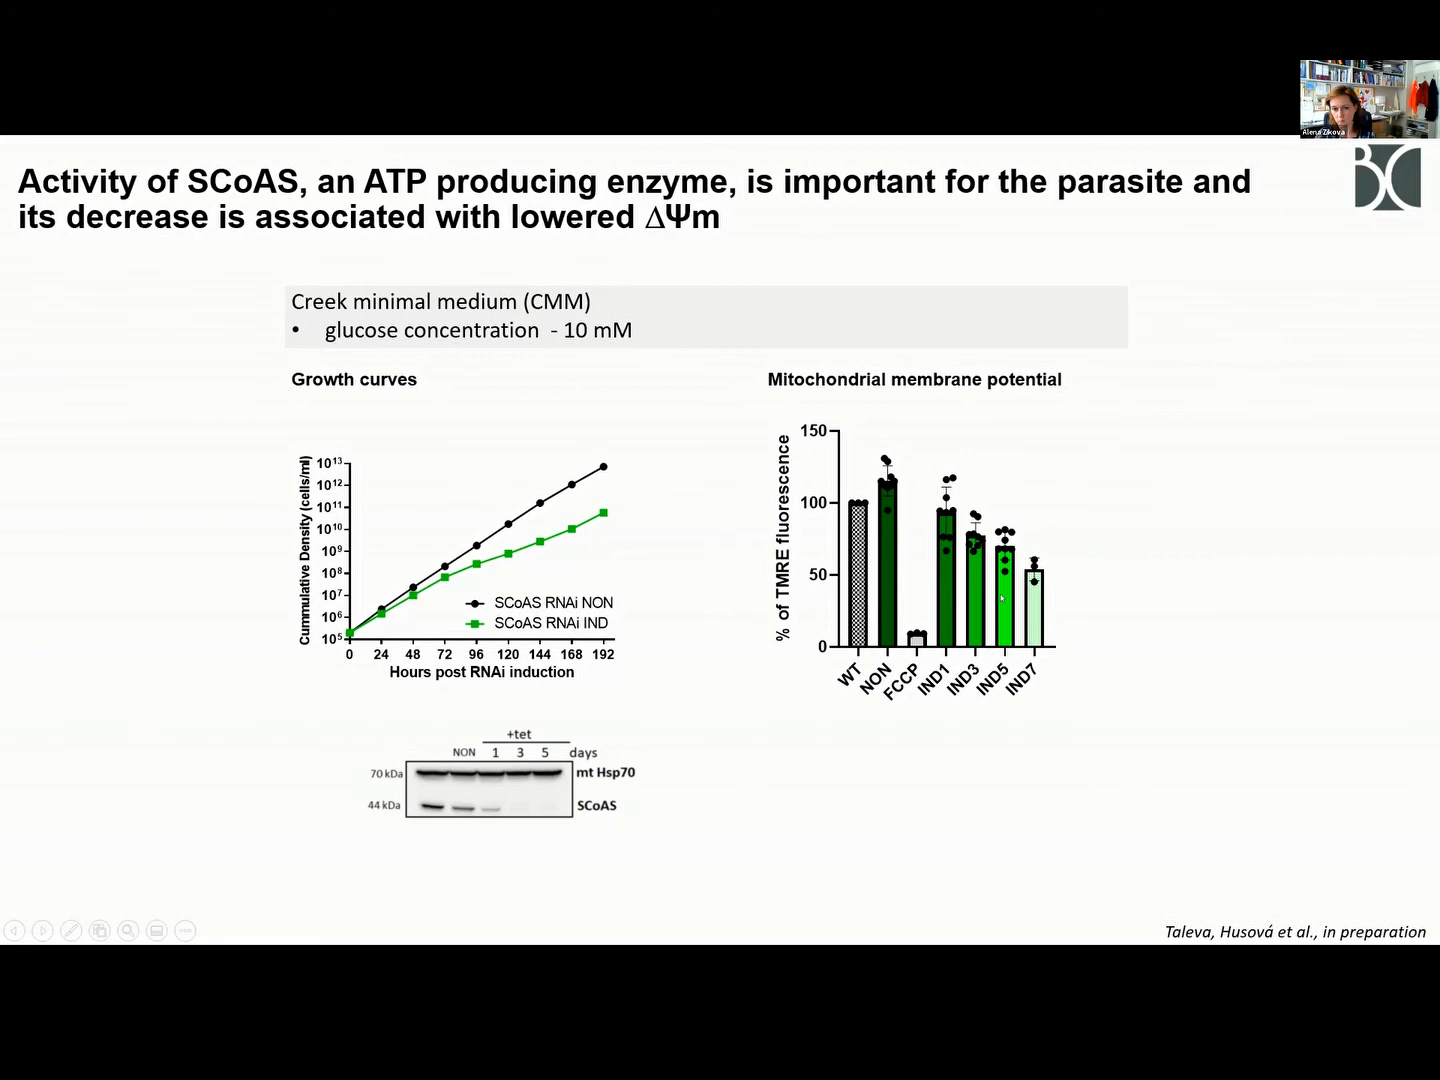 Alena Zikova
Activity of SCoAS, an ATP producing enzyme, is important for the parasite and
its decrease is associated with lowered ΔΨm
Creek minimal medium (CMM)
• glucose concentration - 10 mM
Growth curves
Cummulative Density (cells/ml)
10¹³
10¹²
10¹¹
10¹⁰
10⁹
10⁸
10⁷
10⁶
10⁵
SCoAS RNAi NON
SCoAS RNAi IND
0 24 48 72 96 120 144 168 192
Hours post RNAi induction
Mitochondrial membrane potential
% of TMRE fluorescence
150
100
50
0
WT NON FCCP IND1 IND3 IND5 IND7
+tet
NON 1 3 5 days
70 kDa mt Hsp70
44 kDa SCoAS
Taleva, Husová et al., in preparation